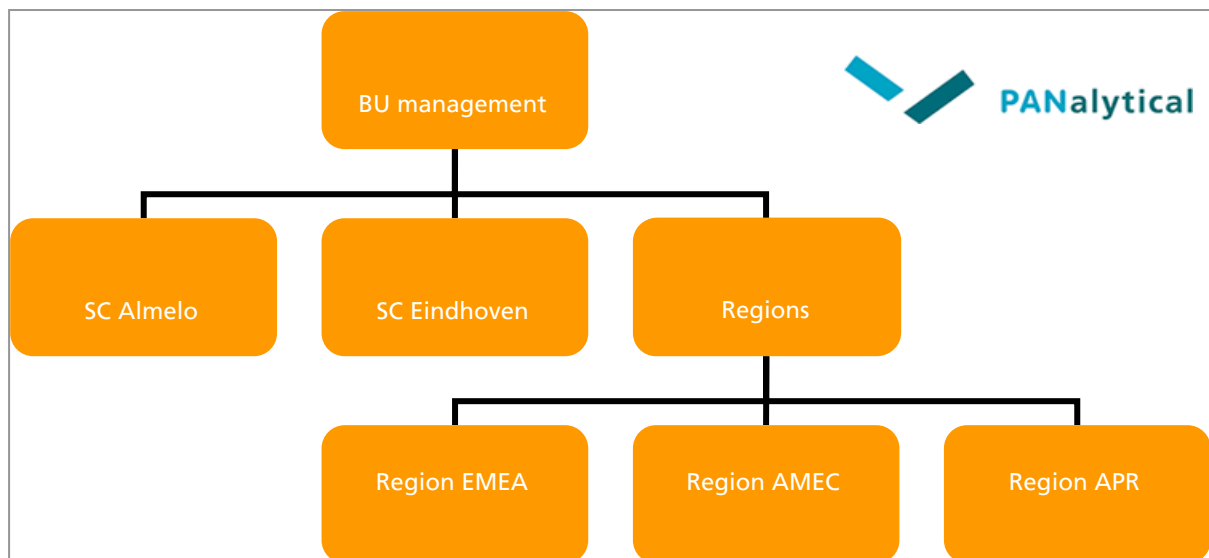 BU management
PANalytical
SC Almelo
SC Eindhoven
Regions
Region EMEA
Region AMEC
Region APR